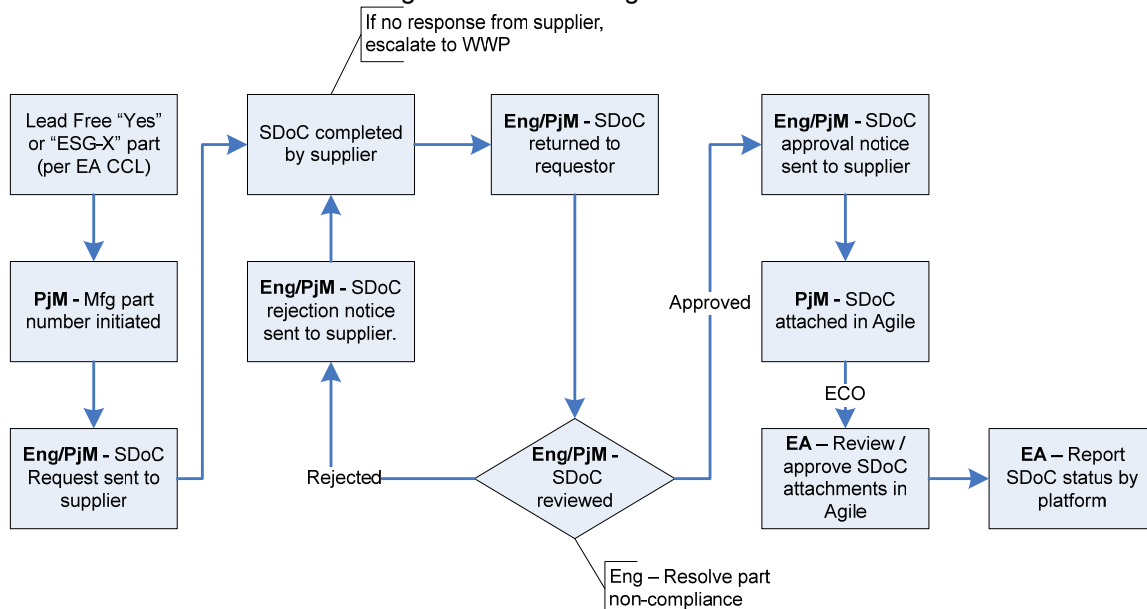 If no response from supplier,
escalate to WWP
Lead Free “Yes”
or “ESG-X” part
(per EA CCL)
SDoC completed
by supplier
Eng/PjM - SDoC
returned to
requestor
Eng/PjM - SDoC
approval notice
sent to supplier
PjM - Mfg part
number initiated
Eng/PjM - SDoC
rejection notice
sent to supplier.
Approved
PjM - SDoC
attached in Agile
ECO
Eng/PjM - SDoC
Request sent to
supplier
Rejected
Eng/PjM -
SDoC
reviewed
EA – Review /
approve SDoC
attachments in
Agile
EA – Report
SDoC status by
platform
Eng – Resolve part
non-compliance